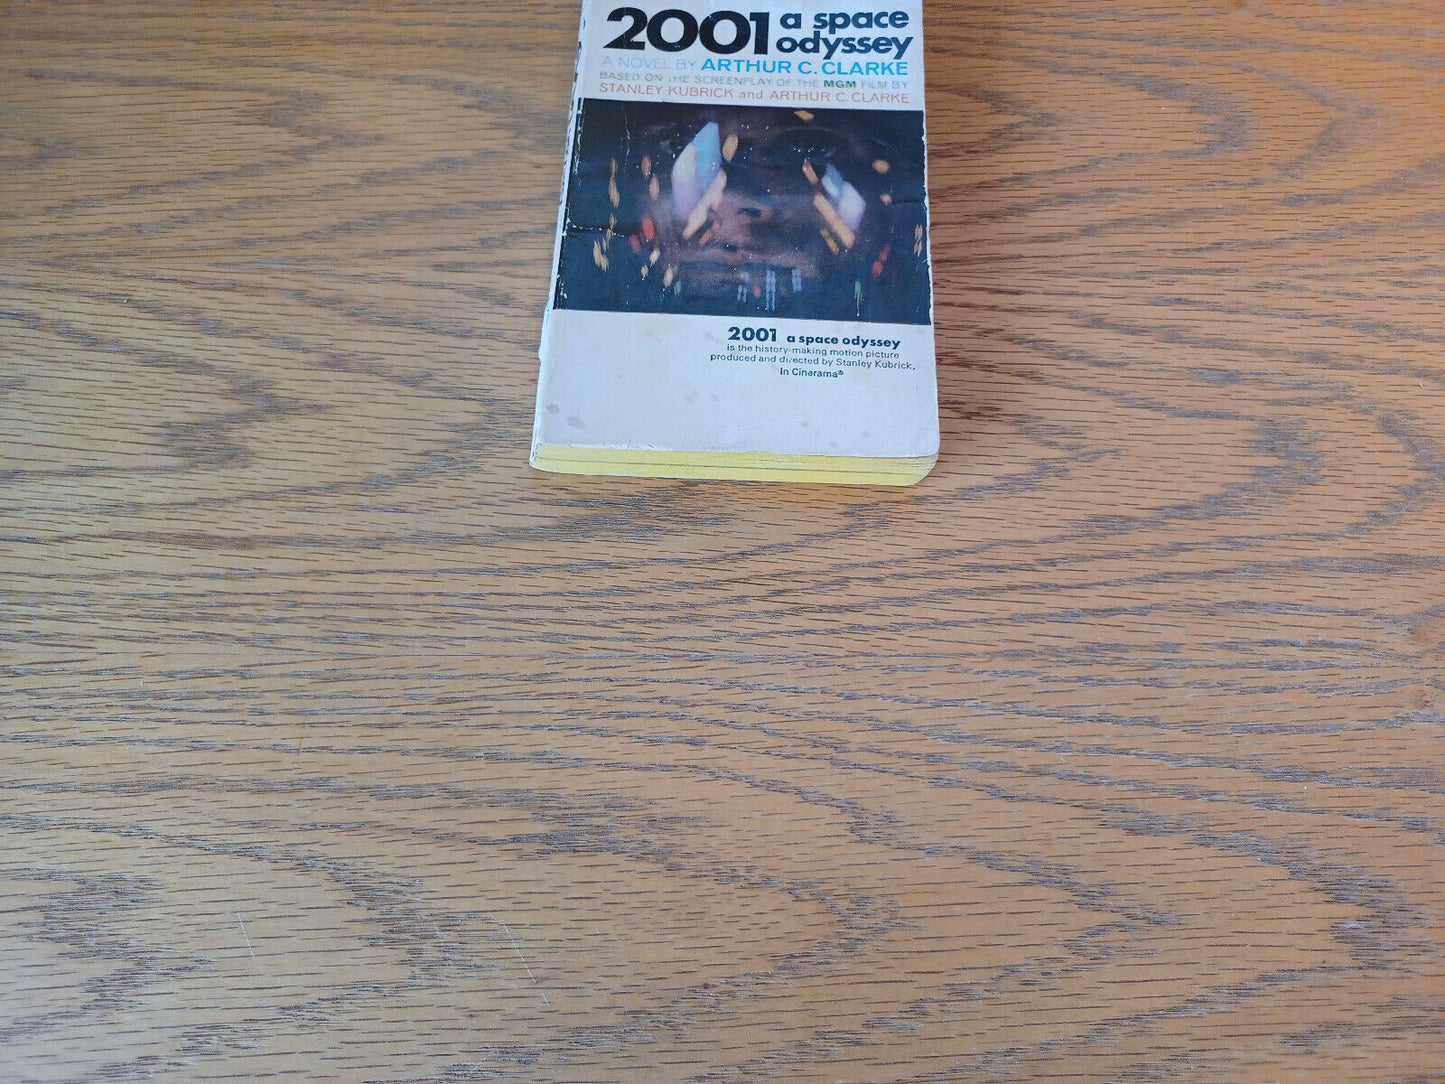 2001 a space
odyssey
A NOVEL BY ARTHUR C. CLARKE
BASED ON THE SCREENPLAY OF THE MGM FILM BY
STANLEY KUBRICK and ARTHUR C. CLARKE
2001 a space odyssey
is the history-making motion picture
produced and directed by Stanley Kubrick.
In Cinerama®